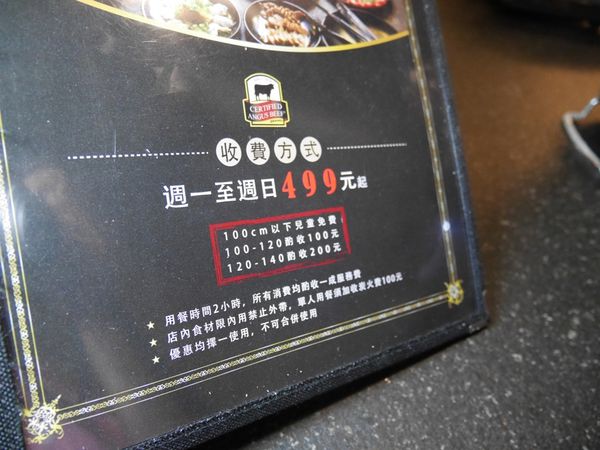 CERTIFIED
ANGUS BEEF
收費方式
週一至週日499元起
100cm以下兒童免費
100-120酌收100元
120-140酌收200元
★ 用餐時間2小時，所有消費均酌收一成服務費
★ 店內食材限內用禁止外帶，單人用餐須加收炭火費100元
★ 優惠均擇一使用，不可合併使用